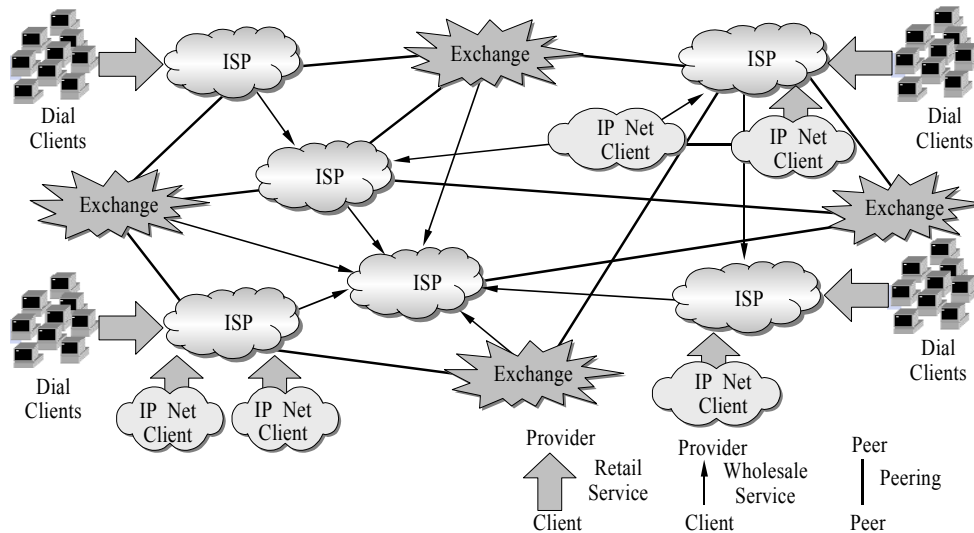 ISP
Exchange
ISP
Dial
Clients
IP Net
Client
IP Net
Client
Dial
Clients
ISP
Exchange
Exchange
ISP
ISP
ISP
Dial
Clients
Exchange
Dial
Clients
IP Net
Client
IP Net
Client
IP Net
Client
Provider
Retail
Service
Client
Provider
Wholesale
Service
Client
Peer
Peering
Peer